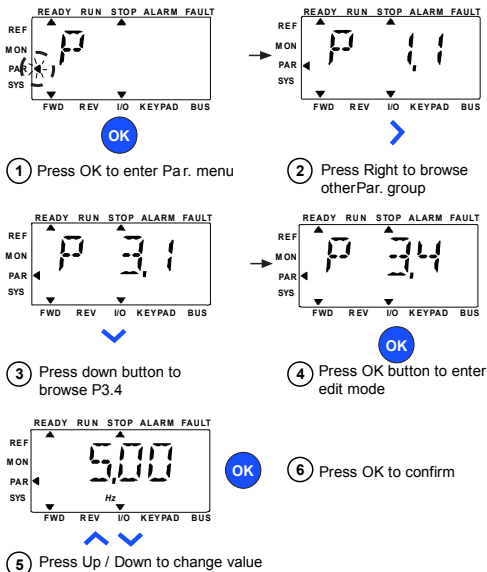 READY RUN STOP ALARM FAULT
REF
MON
PAR
SYS
P
FWD REV I/O KEYPAD BUS
OK
1 Press OK to enter Par. menu
READY RUN STOP ALARM FAULT
REF
MON
PAR
SYS
P 1,1
FWD REV I/O KEYPAD BUS
2 Press Right to browse
otherPar. group
READY RUN STOP ALARM FAULT
REF
MON
PAR
SYS
P 3,1
FWD REV I/O KEYPAD BUS
3 Press down button to
browse P3.4
READY RUN STOP ALARM FAULT
REF
MON
PAR
SYS
P 3,4
FWD REV I/O KEYPAD BUS
OK
4 Press OK button to enter
edit mode
READY RUN STOP ALARM FAULT
REF
MON
PAR
SYS
5,00
Hz
FWD REV I/O KEYPAD BUS
5 Press Up / Down to change value
OK
6 Press OK to confirm